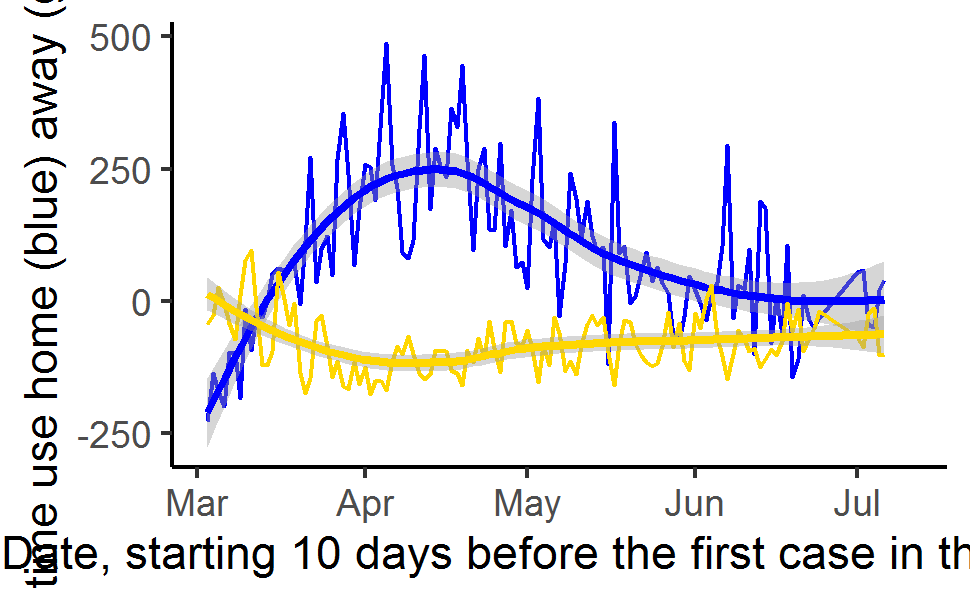 time use home (blue) away (g
500
250
0
-250
Mar Apr May Jun Jul
Date, starting 10 days before the first case in th